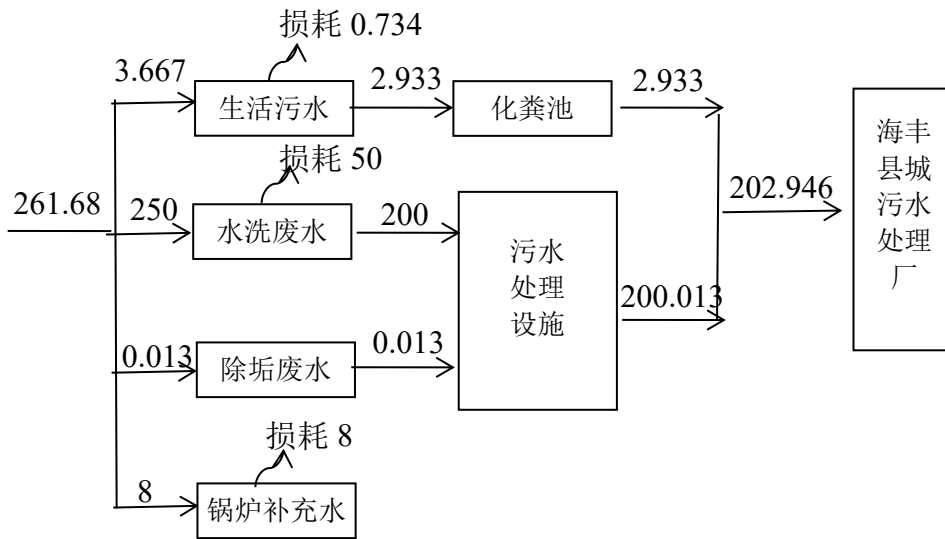 损耗 0.734
3.667
生活污水
2.933
化粪池
2.933
损耗 50
261.68
250
水洗废水
200
污水
处理
设施
202.946
海丰
县城
污水
处理
厂
200.013
0.013
除垢废水
0.013
损耗 8
8
锅炉补充水